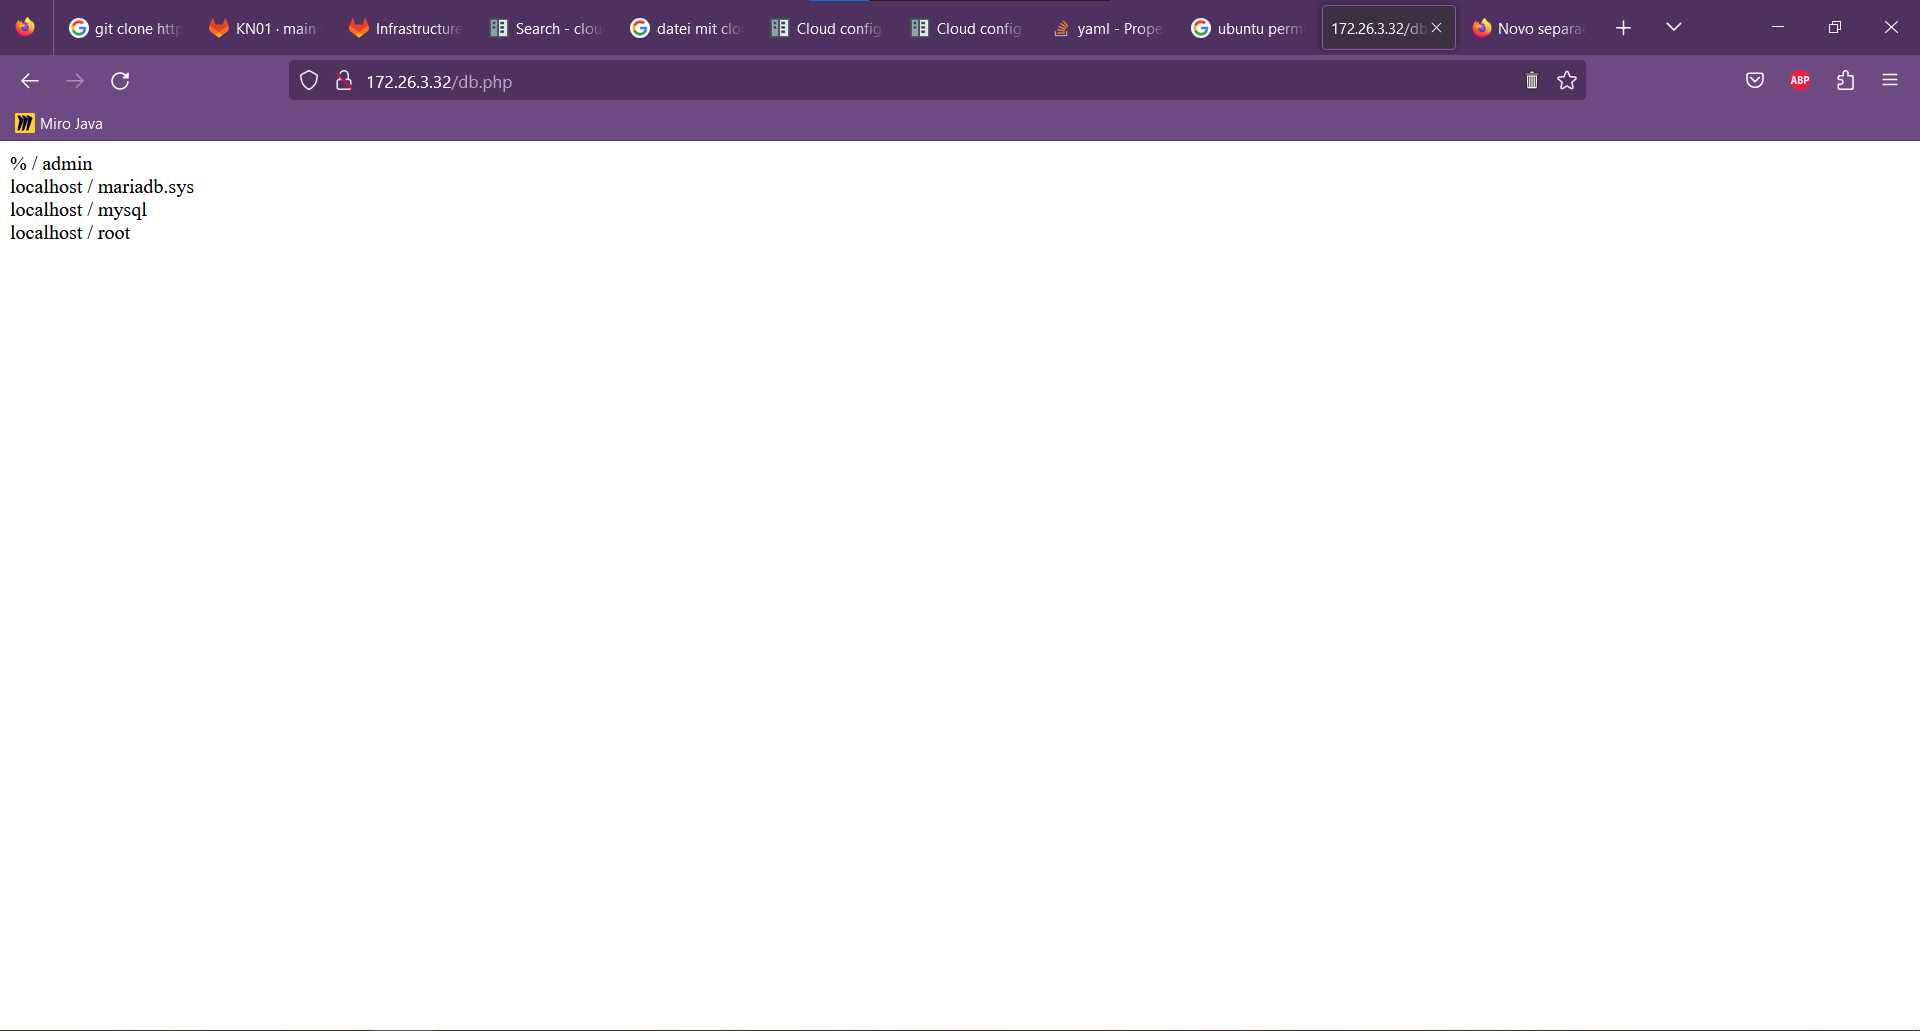 git clone http
KN01 · main
Infrastructure
Search - clou
datei mit clo
Cloud config
Cloud config
yaml - Prope
ubuntu perm
172.26.3.32/db
Novo separa
172.26.3.32/db.php
ABP
Miro Java
% / admin
localhost / mariadb.sys
localhost / mysql
localhost / root